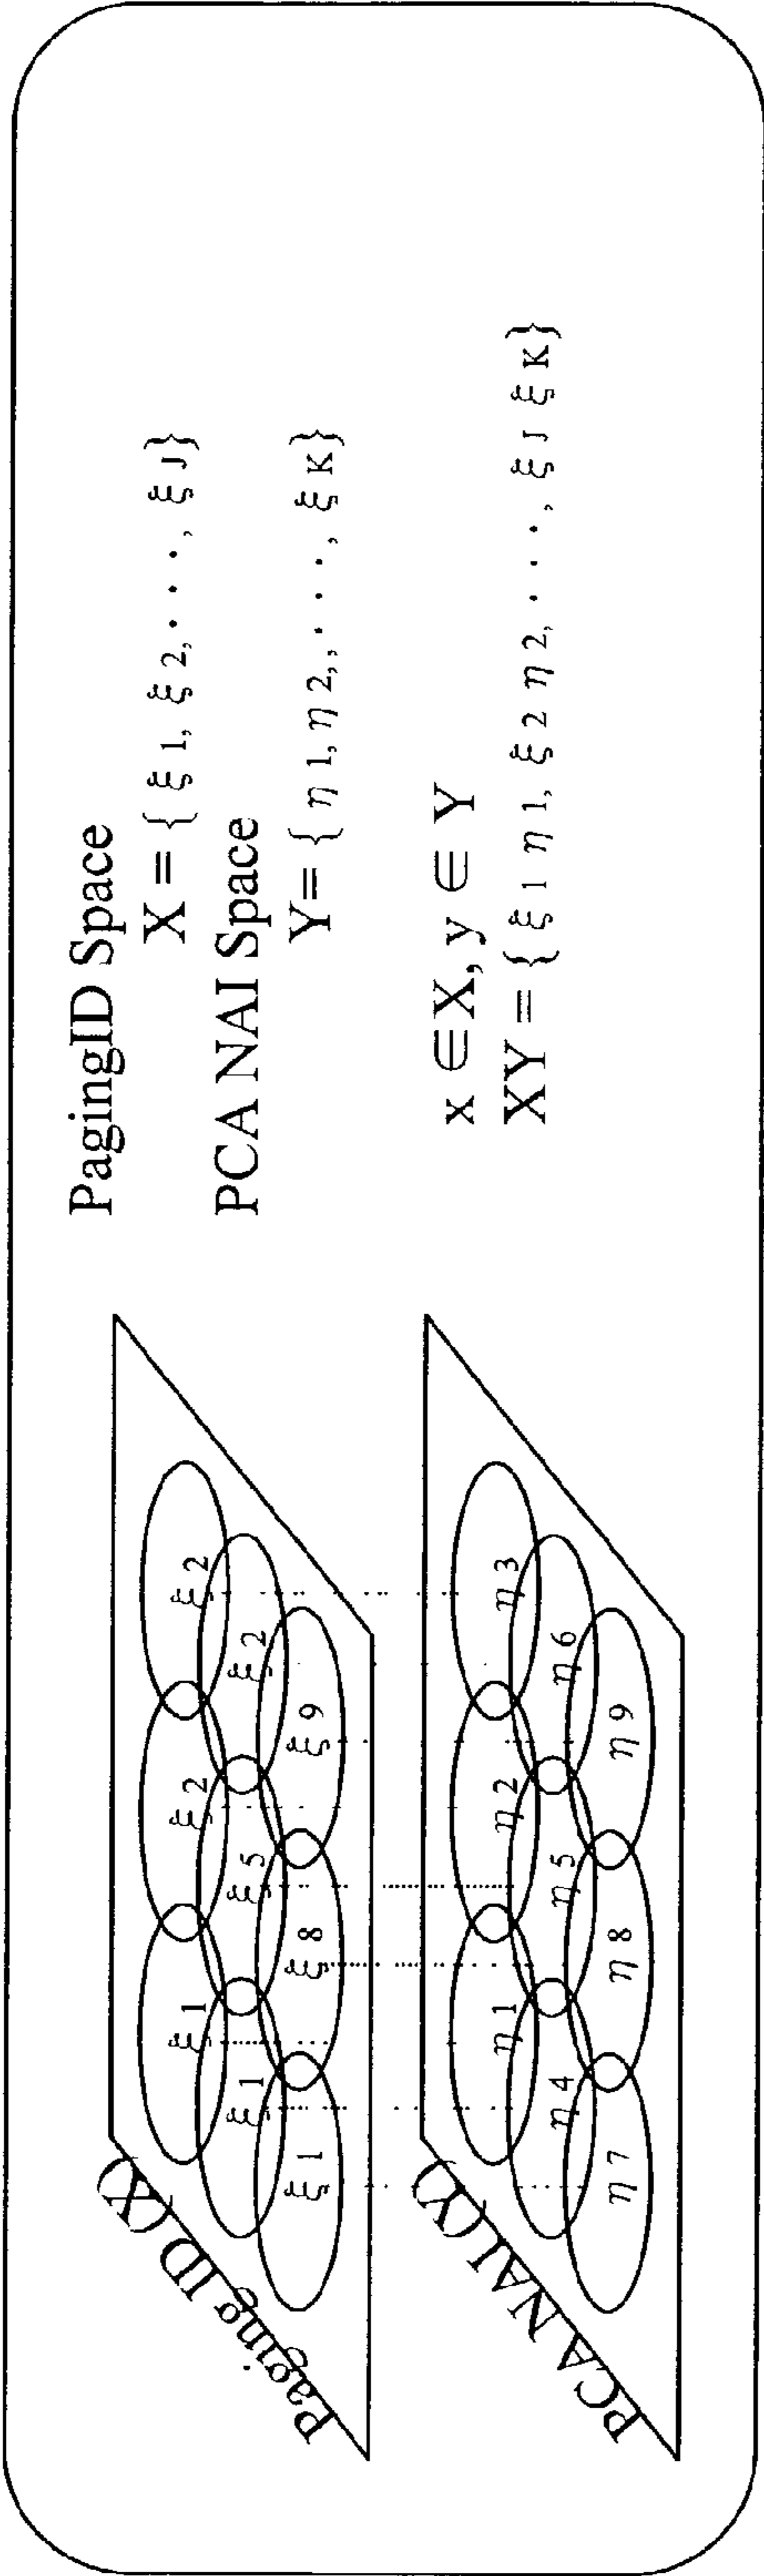 Paging ID (X)
ξ1 ξ2 ξ2
ξ1 ξ5 ξ2
ξ1 ξ8 ξ9
PCA NAI (Y)
η1 η2 η3
η4 η5 η6
η7 η8 η9
PagingID Space
X = { ξ1, ξ2, ・・・, ξJ}
PCA NAI Space
Y= { η1, η2,, ・・・, ξK}
x ∈X, y ∈ Y
XY = { ξ1 η1, ξ2 η2, ・・・, ξJ ξK}